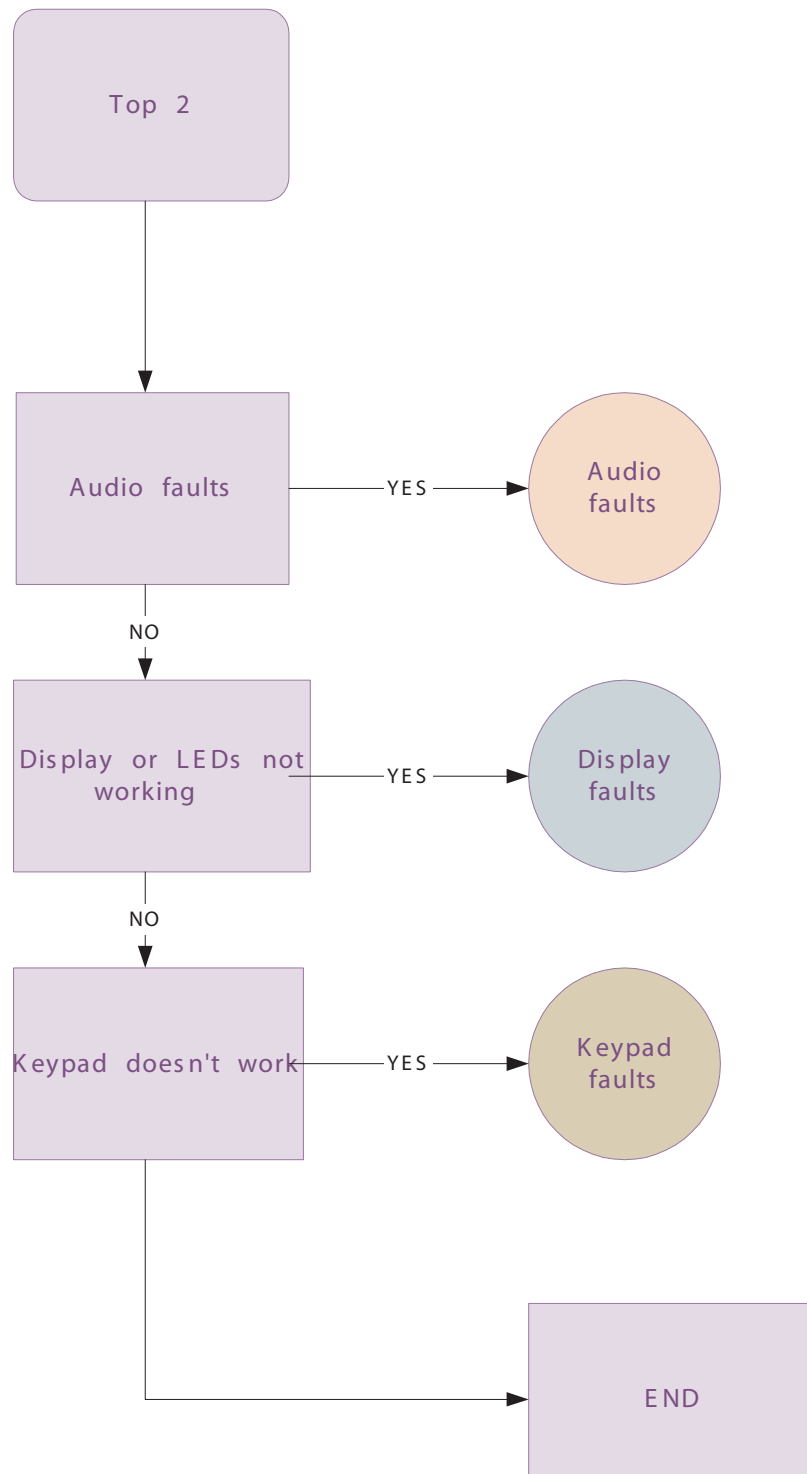 Top 2
Audio faults
YES
Audio
faults
NO
Display or LEDs not
working
YES
Display
faults
NO
Keypad doesn't work
YES
Keypad
faults
END